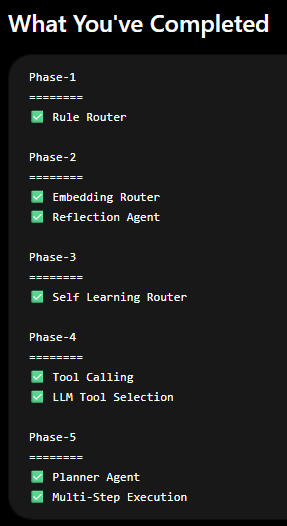 What You've Completed
Phase-1
========
✅ Rule Router
Phase-2
========
✅ Embedding Router
✅ Reflection Agent
Phase-3
========
✅ Self Learning Router
Phase-4
========
✅ Tool Calling
✅ LLM Tool Selection
Phase-5
========
✅ Planner Agent
✅ Multi-Step Execution